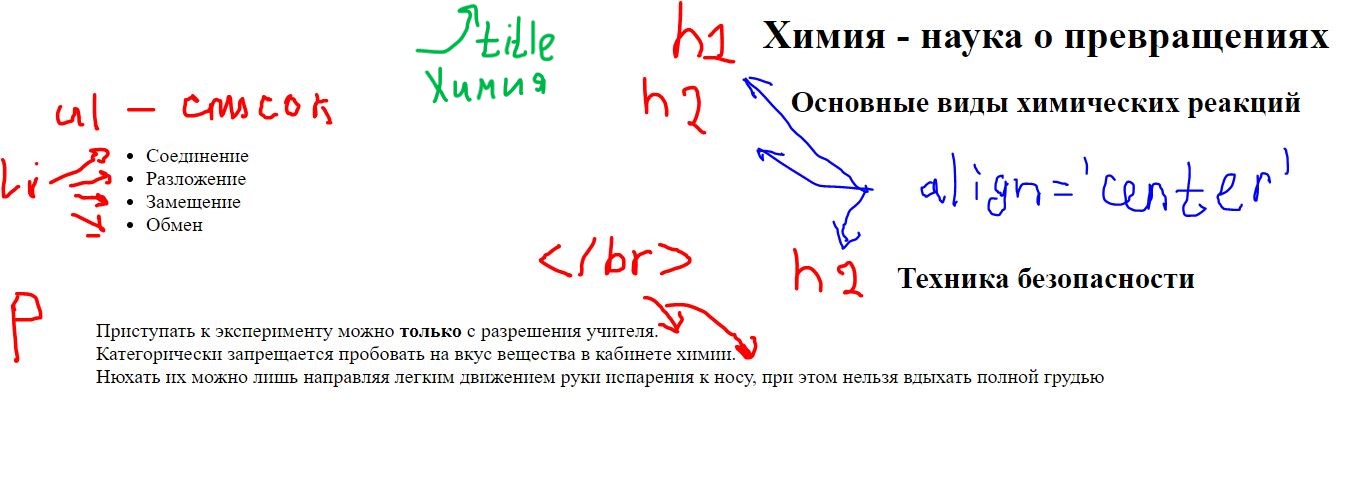 title
Химия
h1 Химия - наука о превращениях
h2 Основные виды химических реакций
ul - список
li
• Соединение
• Разложение
• Замещение
• Обмен
align='center'
</br>
h2 Техника безопасности
P
Приступать к эксперименту можно только с разрешения учителя.
Категорически запрещается пробовать на вкус вещества в кабинете химии.
Нюхать их можно лишь направляя легким движением руки испарения к носу, при этом нельзя вдыхать полной грудью